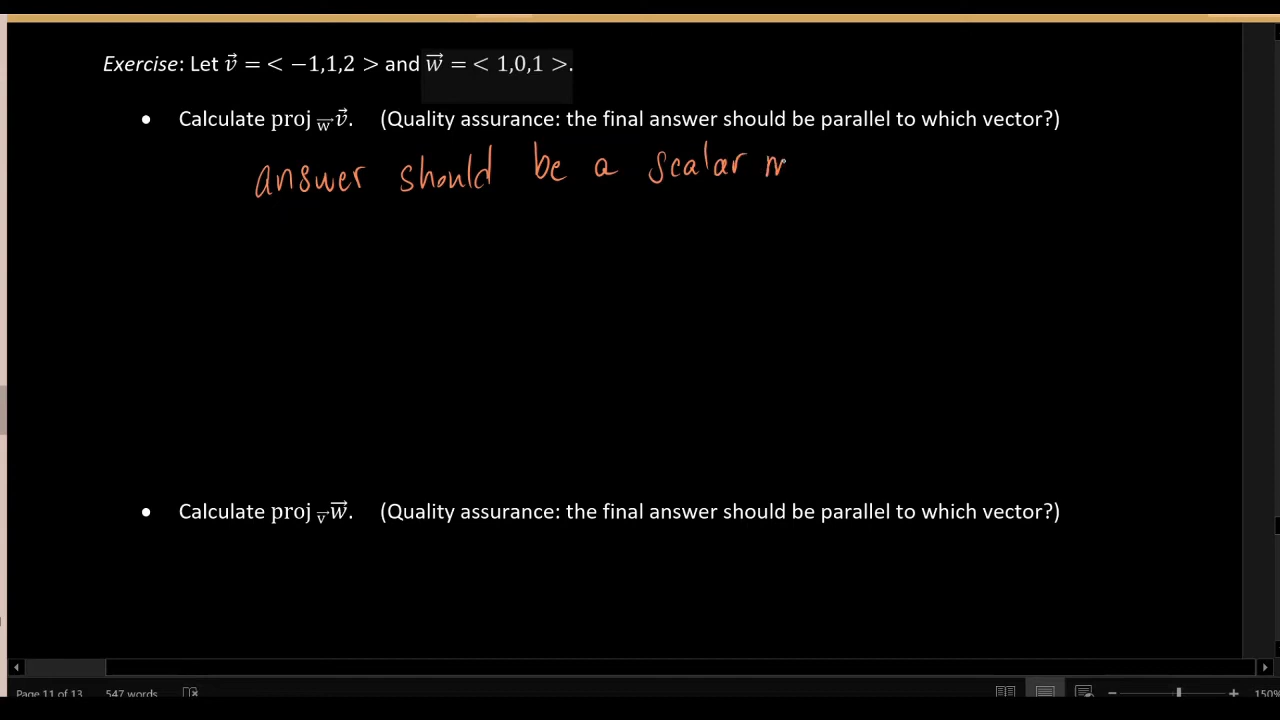 Exercise: Let v⃗ = < −1,1,2 > and w⃗ = < 1,0,1 >.
• Calculate proj w⃗ v⃗. (Quality assurance: the final answer should be parallel to which vector?)
answer should be a scalar
• Calculate proj v⃗ w⃗. (Quality assurance: the final answer should be parallel to which vector?)
Page 11 of 13 547 words 150%